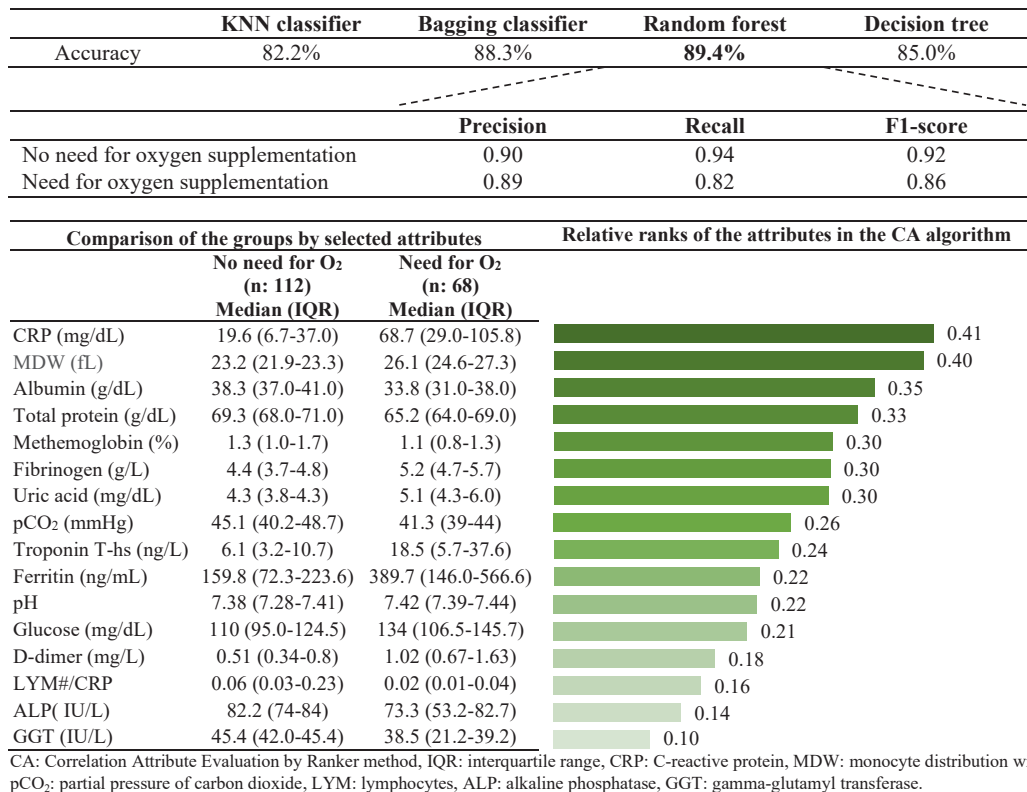 KNN classifier Bagging classifier Random forest Decision tree
Accuracy 82.2% 88.3% 89.4% 85.0%
Precision Recall F1-score
No need for oxygen supplementation 0.90 0.94 0.92
Need for oxygen supplementation 0.89 0.82 0.86
Comparison of the groups by selected attributes Relative ranks of the attributes in the CA algorithm
No need for O₂ Need for O₂
(n: 112) (n: 68)
Median (IQR) Median (IQR)
CRP (mg/dL) 19.6 (6.7-37.0) 68.7 (29.0-105.8) 0.41
MDW (fL) 23.2 (21.9-23.3) 26.1 (24.6-27.3) 0.40
Albumin (g/dL) 38.3 (37.0-41.0) 33.8 (31.0-38.0) 0.35
Total protein (g/dL) 69.3 (68.0-71.0) 65.2 (64.0-69.0) 0.33
Methemoglobin (%) 1.3 (1.0-1.7) 1.1 (0.8-1.3) 0.30
Fibrinogen (g/L) 4.4 (3.7-4.8) 5.2 (4.7-5.7) 0.30
Uric acid (mg/dL) 4.3 (3.8-4.3) 5.1 (4.3-6.0) 0.30
pCO₂ (mmHg) 45.1 (40.2-48.7) 41.3 (39-44) 0.26
Troponin T-hs (ng/L) 6.1 (3.2-10.7) 18.5 (5.7-37.6) 0.24
Ferritin (ng/mL) 159.8 (72.3-223.6) 389.7 (146.0-566.6) 0.22
pH 7.38 (7.28-7.41) 7.42 (7.39-7.44) 0.22
Glucose (mg/dL) 110 (95.0-124.5) 134 (106.5-145.7) 0.21
D-dimer (mg/L) 0.51 (0.34-0.8) 1.02 (0.67-1.63) 0.18
LYM#/CRP 0.06 (0.03-0.23) 0.02 (0.01-0.04) 0.16
ALP( IU/L) 82.2 (74-84) 73.3 (53.2-82.7) 0.14
GGT (IU/L) 45.4 (42.0-45.4) 38.5 (21.2-39.2) 0.10
CA: Correlation Attribute Evaluation by Ranker method, IQR: interquartile range, CRP: C-reactive protein, MDW: monocyte distribution
pCO₂: partial pressure of carbon dioxide, LYM: lymphocytes, ALP: alkaline phosphatase, GGT: gamma-glutamyl transferase.